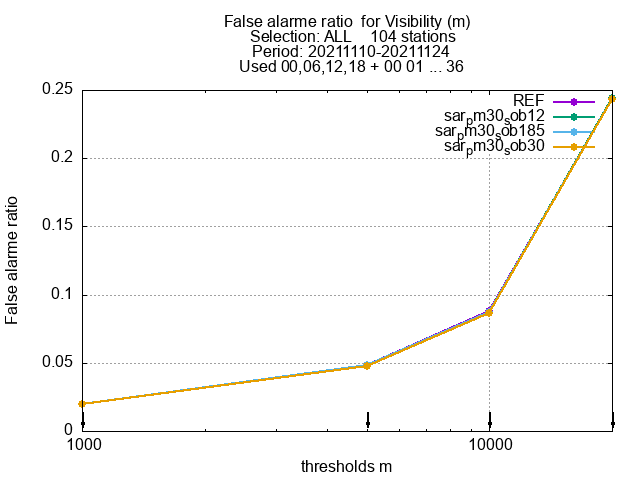 False alarme ratio  for Visibility (m)
Selection: ALL    104 stations
Period: 20211110-20211124
Used 00,06,12,18 + 00 01 ... 36
0.25
0.2
0.15
0.1
0.05
0
False alarme ratio
REF
sarpm30sob12
sarpm30sob185
sarpm30sob30
1000
10000
thresholds m